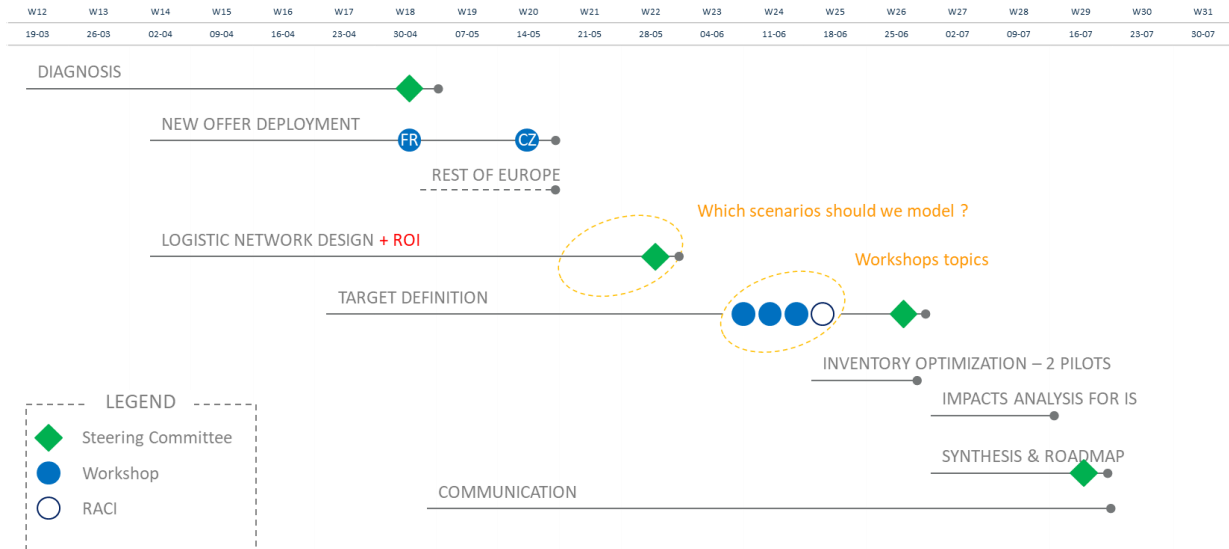 W12 W13 W14 W15 W16 W17 W18 W19 W20 W21 W22 W23 W24 W25 W26 W27 W28 W29 W30 W31
19-03 26-03 02-04 09-04 16-04 23-04 30-04 07-05 14-05 21-05 28-05 04-06 11-06 18-06 25-06 02-07 09-07 16-07 23-07 30-07
DIAGNOSIS
NEW OFFER DEPLOYMENT
FR CZ
REST OF EUROPE
Which scenarios should we model ?
LOGISTIC NETWORK DESIGN + ROI
Workshops topics
TARGET DEFINITION
INVENTORY OPTIMIZATION – 2 PILOTS
IMPACTS ANALYSIS FOR IS
SYNTHESIS & ROADMAP
COMMUNICATION
LEGEND
Steering Committee
Workshop
RACI